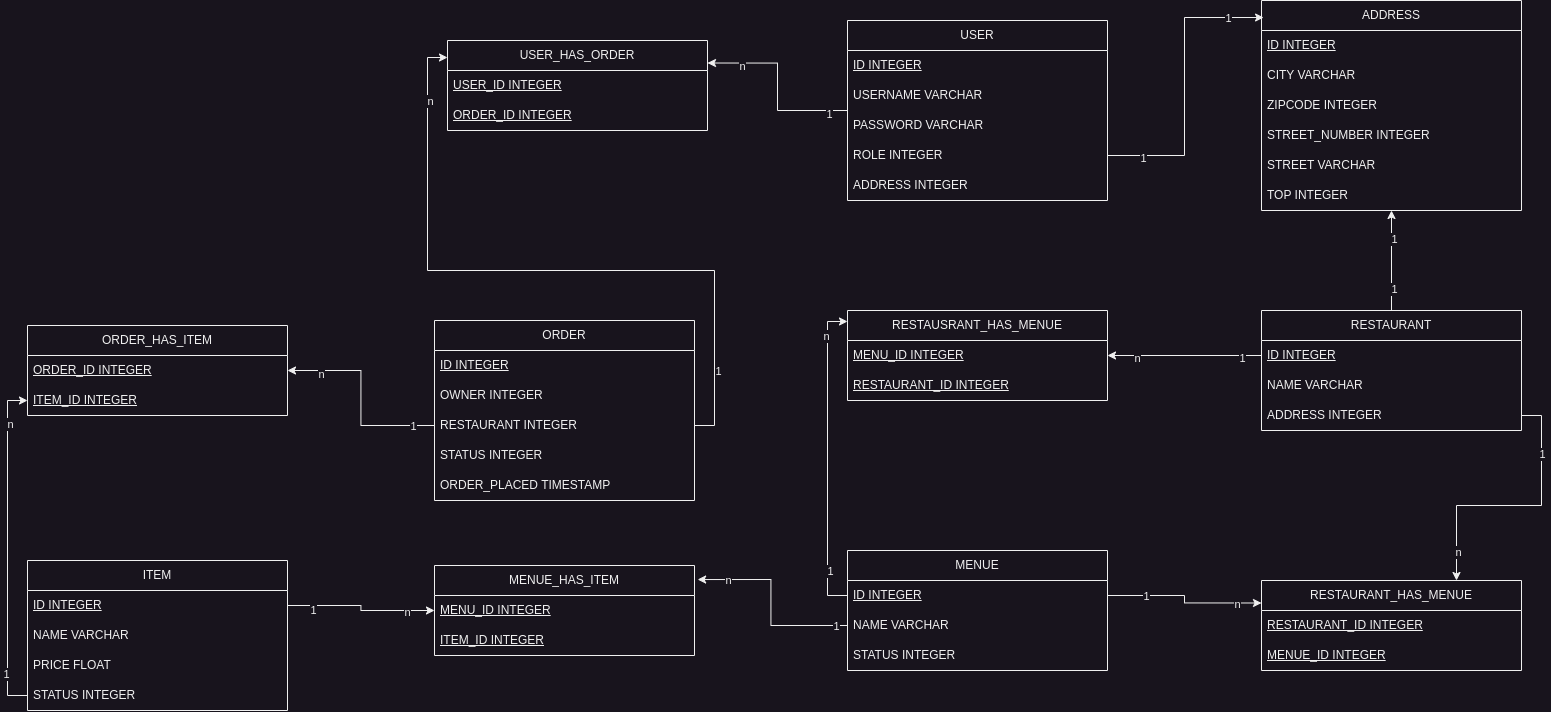 USER_HAS_ORDER
USER_ID INTEGER
ORDER_ID INTEGER
n
n
1
USER
ID INTEGER
USERNAME VARCHAR
PASSWORD VARCHAR
ROLE INTEGER
ADDRESS INTEGER
1
1
ADDRESS
ID INTEGER
CITY VARCHAR
ZIPCODE INTEGER
STREET_NUMBER INTEGER
STREET VARCHAR
TOP INTEGER
1
1
ORDER_HAS_ITEM
ORDER_ID INTEGER
ITEM_ID INTEGER
n
n
1
ORDER
ID INTEGER
OWNER INTEGER
RESTAURANT INTEGER
STATUS INTEGER
ORDER_PLACED TIMESTAMP
1
n
RESTAUSRANT_HAS_MENUE
MENU_ID INTEGER
RESTAURANT_ID INTEGER
n
1
RESTAURANT
ID INTEGER
NAME VARCHAR
ADDRESS INTEGER
1
n
ITEM
ID INTEGER
NAME VARCHAR
PRICE FLOAT
STATUS INTEGER
1
1
n
MENUE_HAS_ITEM
MENU_ID INTEGER
ITEM_ID INTEGER
n
1
1
MENUE
ID INTEGER
NAME VARCHAR
STATUS INTEGER
1
n
RESTAURANT_HAS_MENUE
RESTAURANT_ID INTEGER
MENUE_ID INTEGER